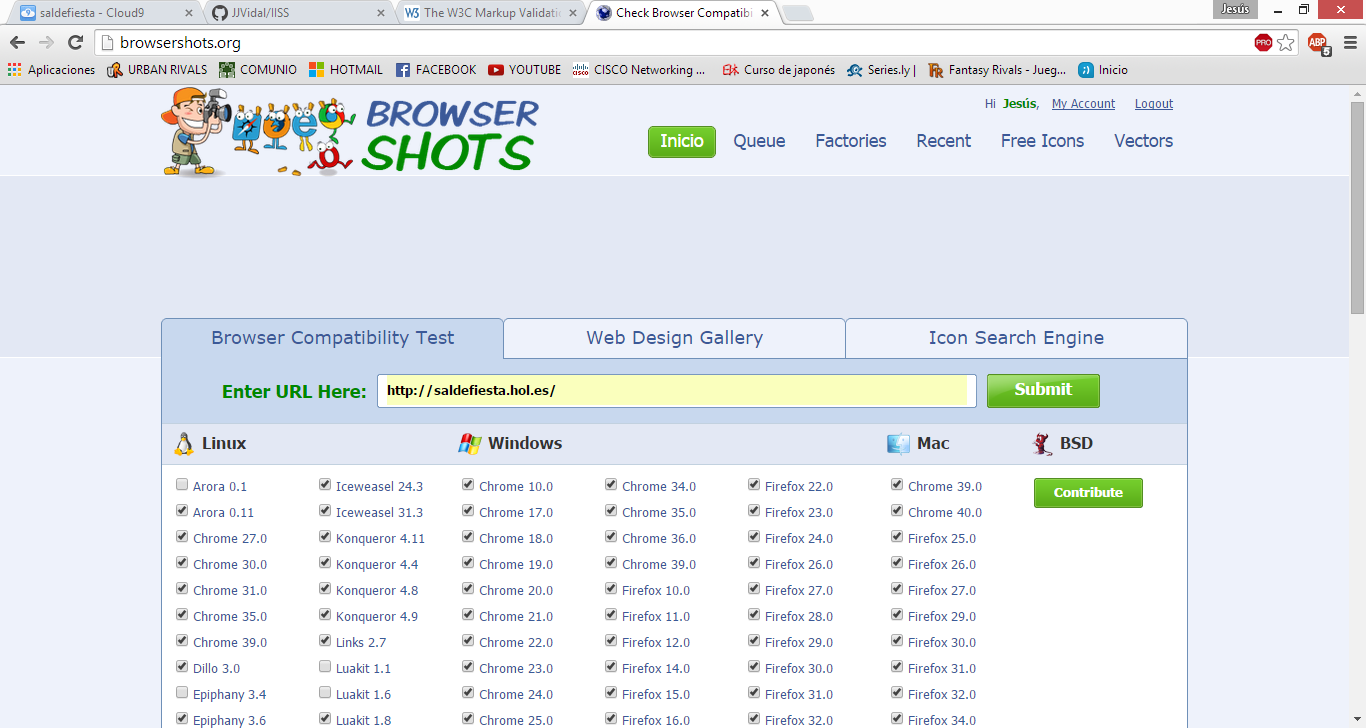 saldefiesta - Cloud9
JJVidal/IISS
The W3C Markup Validatio
Check Browser Compatibi
Jesús
browsershots.org
PRO
ABP
5
Aplicaciones
URBAN RIVALS
COMUNIO
HOTMAIL
FACEBOOK
YOUTUBE
CISCO Networking ...
Curso de japonés
Series.ly |
Fantasy Rivals - Jueg...
Inicio
BROWSER
SHOTS
Hi Jesús, My Account Logout
Inicio Queue Factories Recent Free Icons Vectors
Browser Compatibility Test
Web Design Gallery
Icon Search Engine
Enter URL Here: http://saldefiesta.hol.es/ Submit
Linux Windows Mac BSD
Arora 0.1 Iceweasel 24.3 Chrome 10.0 Chrome 34.0 Firefox 22.0 Chrome 39.0 Contribute
Arora 0.11 Iceweasel 31.3 Chrome 17.0 Chrome 35.0 Firefox 23.0 Chrome 40.0
Chrome 27.0 Konqueror 4.11 Chrome 18.0 Chrome 36.0 Firefox 24.0 Firefox 25.0
Chrome 30.0 Konqueror 4.4 Chrome 19.0 Chrome 39.0 Firefox 26.0 Firefox 26.0
Chrome 31.0 Konqueror 4.8 Chrome 20.0 Firefox 10.0 Firefox 27.0 Firefox 27.0
Chrome 35.0 Konqueror 4.9 Chrome 21.0 Firefox 11.0 Firefox 28.0 Firefox 29.0
Chrome 39.0 Links 2.7 Chrome 22.0 Firefox 12.0 Firefox 29.0 Firefox 30.0
Dillo 3.0 Luakit 1.1 Chrome 23.0 Firefox 14.0 Firefox 30.0 Firefox 31.0
Epiphany 3.4 Luakit 1.6 Chrome 24.0 Firefox 15.0 Firefox 31.0 Firefox 32.0
Epiphany 3.6 Luakit 1.8 Chrome 25.0 Firefox 16.0 Firefox 32.0 Firefox 34.0